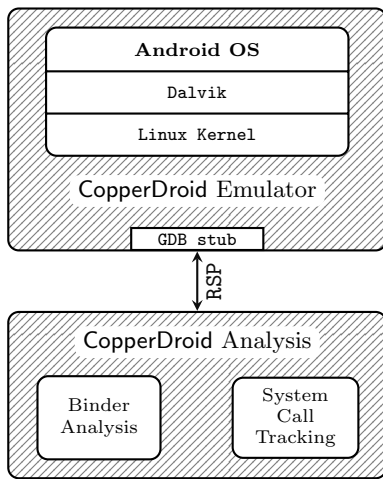 Android OS
Dalvik
Linux Kernel
CopperDroid Emulator
GDB stub
RSP
CopperDroid Analysis
Binder
Analysis
System
Call
Tracking